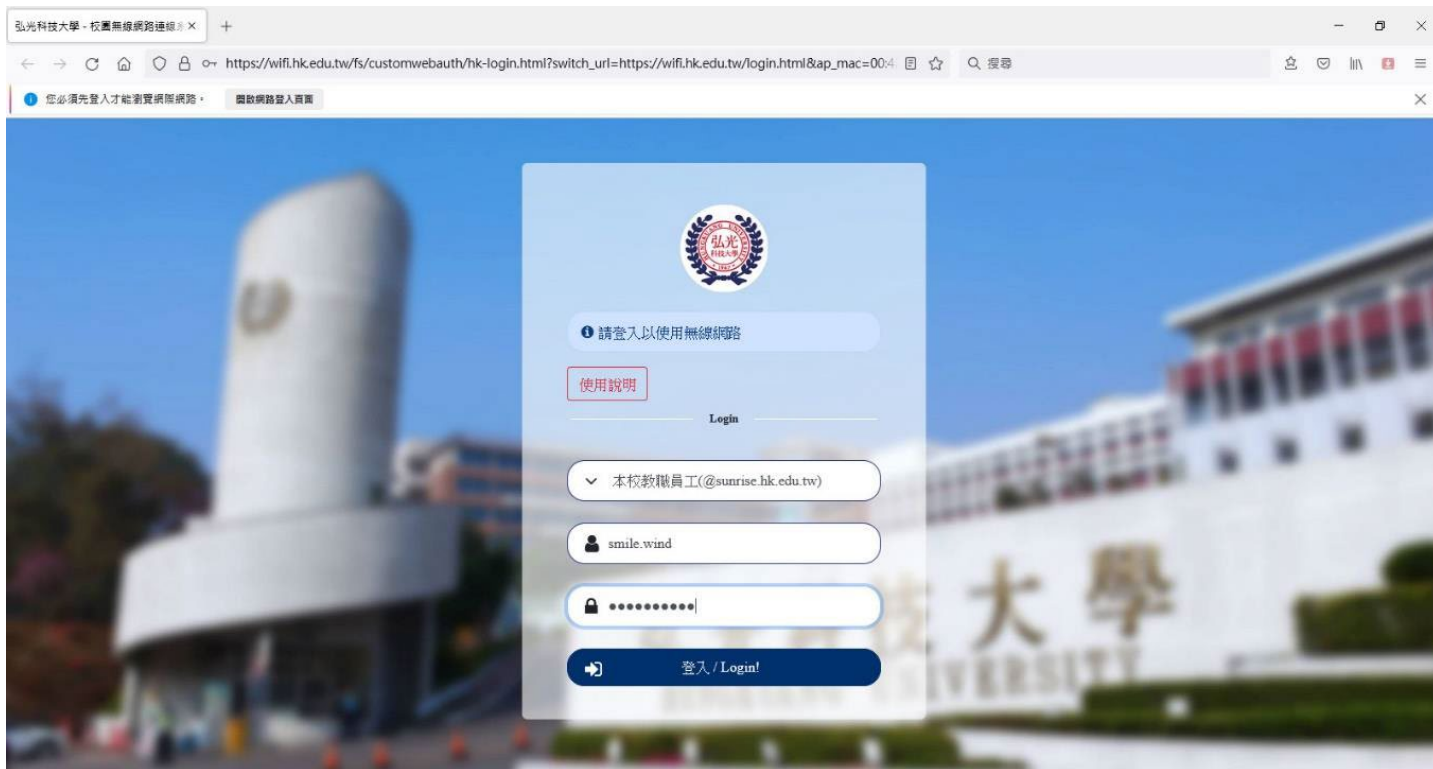 弘光科技大學 - 校園無線網路連線
https://wifi.hk.edu.tw/fs/customwebauth/hk-login.html?switch_url=https://wifi.hk.edu.tw/login.html&ap_mac=00:4
搜尋
您必須先登入才能瀏覽網際網路。 開啟網路登入頁面
弘光
科技大學
請登入以使用無線網路
使用說明
Login
本校教職員工(@sunrise.hk.edu.tw)
smile.wind
••••••••••
登入 / Login!
技大學
UNIVERSITY